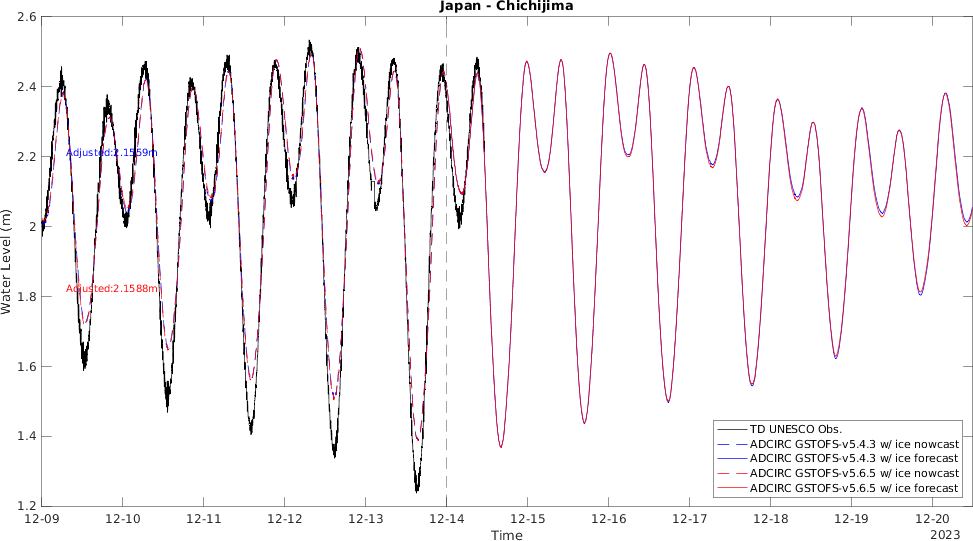 Japan - Chichijima
2.6
2.4
2.2
2
1.8
1.6
1.4
1.2
Water Level (m)
Adjusted:2.1559m
Adjusted:2.1588m
TD UNESCO Obs.
ADCIRC GSTOFS-v5.4.3 w/ ice nowcast
ADCIRC GSTOFS-v5.4.3 w/ ice forecast
ADCIRC GSTOFS-v5.6.5 w/ ice nowcast
ADCIRC GSTOFS-v5.6.5 w/ ice forecast
12-09 12-10 12-11 12-12 12-13 12-14 12-15 12-16 12-17 12-18 12-19 12-20
Time
2023